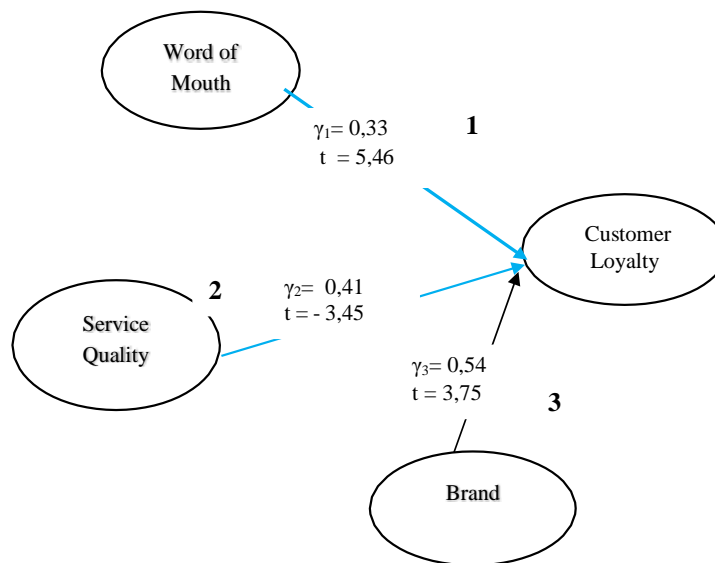 Word of
Mouth
γ₁= 0,33
t = 5,46
1
Customer
Loyalty
2
γ₂= 0,41
t = - 3,45
Service
Quality
γ₃= 0,54
t = 3,75
3
Brand